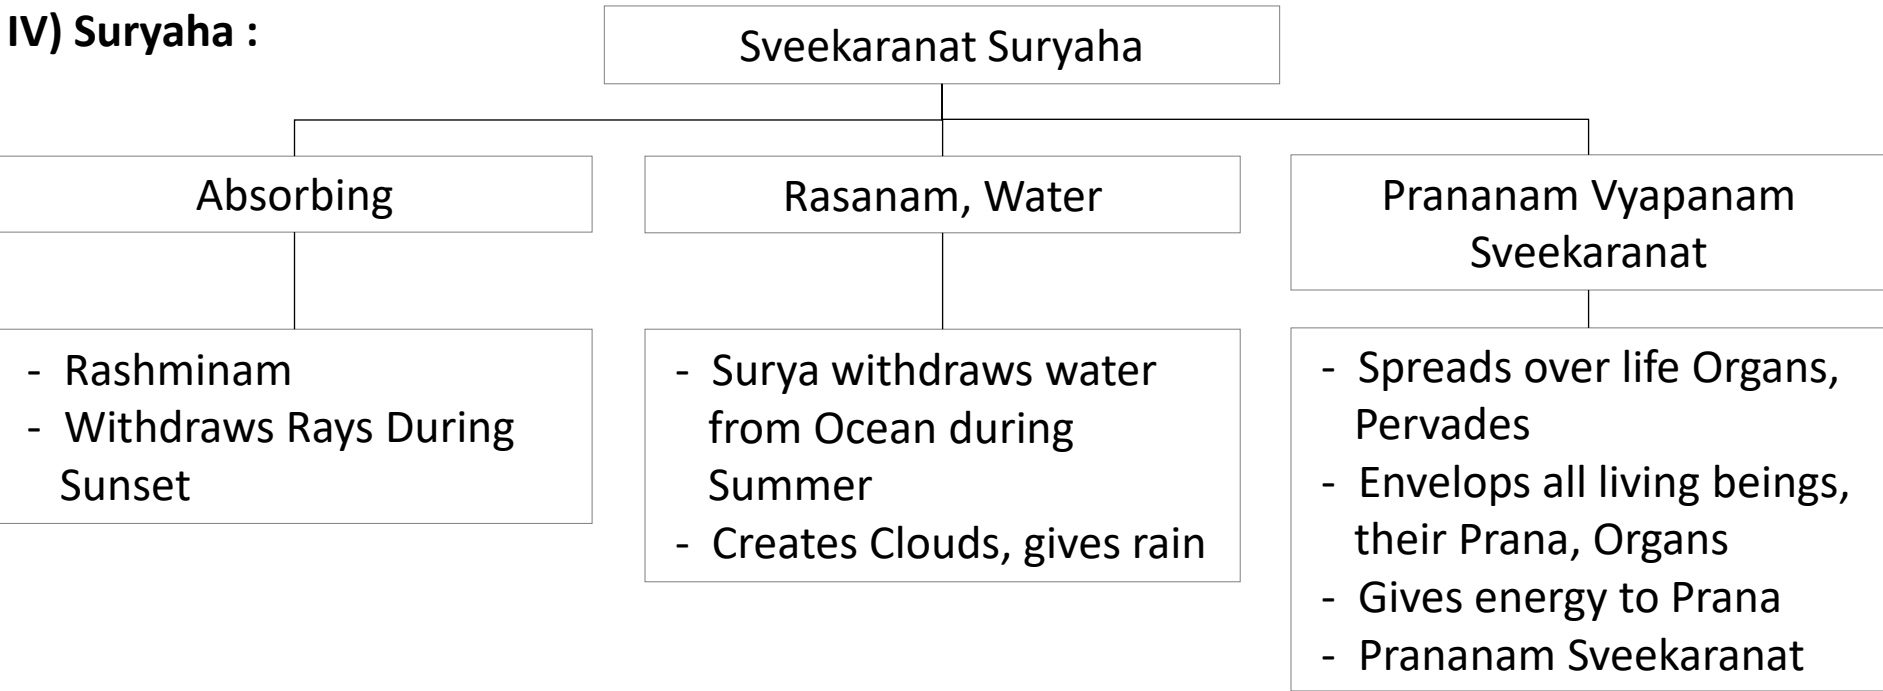 IV) Suryaha :
Sveekaranat Suryaha
Absorbing
- Rashminam
- Withdraws Rays During
Sunset
Rasanam, Water
- Surya withdraws water
from Ocean during
Summer
- Creates Clouds, gives rain
Prananam Vyapanam
Sveekaranat
- Spreads over life Organs,
Pervades
- Envelops all living beings,
their Prana, Organs
- Gives energy to Prana
- Prananam Sveekaranat